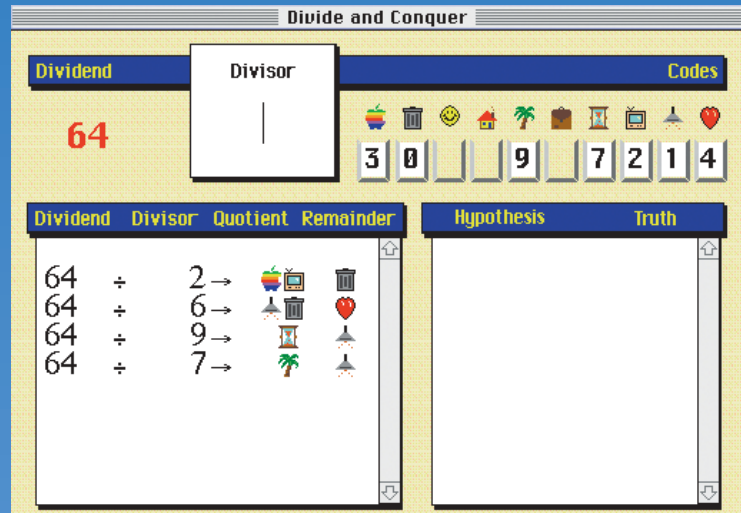 Divide and Conquer
Dividend Divisor Codes
64
3 0 9 7 2 1 4
Dividend Divisor Quotient Remainder
64 ÷ 2→
64 ÷ 6→
64 ÷ 9→
64 ÷ 7→
Hypothesis Truth